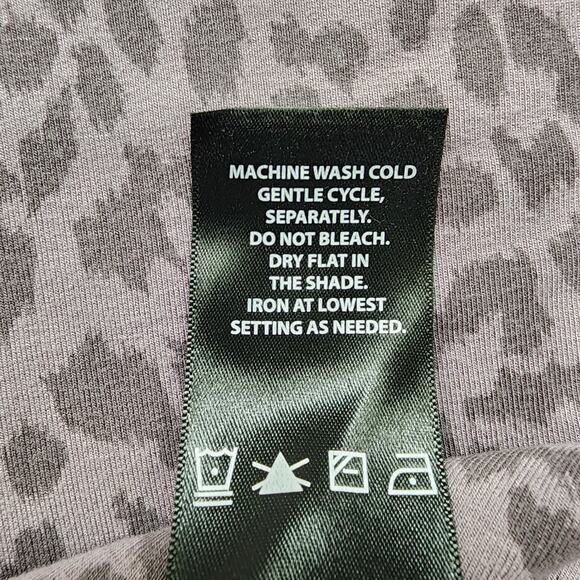 MACHINE WASH COLD
GENTLE CYCLE,
SEPARATELY.
DO NOT BLEACH.
DRY FLAT IN
THE SHADE.
IRON AT LOWEST
SETTING AS NEEDED.